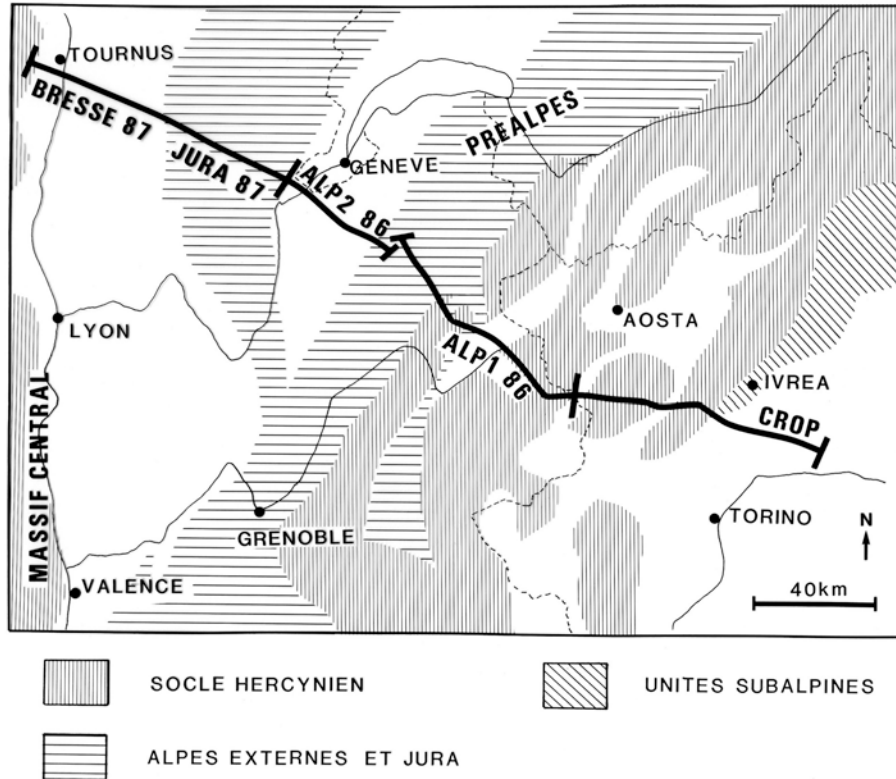 TOURNUS
BRESSE 87
JURA 87
GENEVE
PREALPES
ALP2 86
LYON
AOSTA
ALP1 86
IVREA
CROP
MASSIF CENTRAL
GRENOBLE
TORINO
N
VALENCE
40km
SOCLE HERCYNIEN
UNITES SUBALPINES
ALPES EXTERNES ET JURA